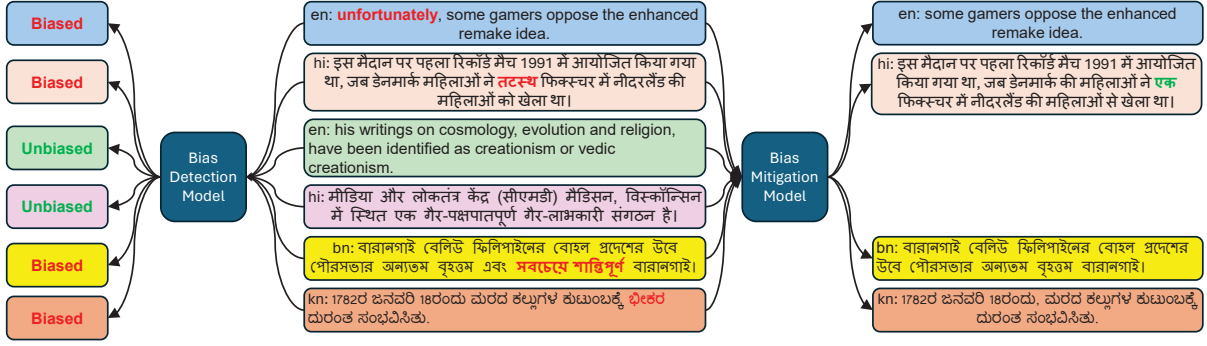 Biased
Biased
Unbiased
Unbiased
Biased
Biased
Bias
Detection
Model
en: unfortunately, some gamers oppose the enhanced
remake idea.
hi: इस मैदान पर पहला रिकॉर्ड मैच 1991 में आयोजित किया गया
था, जब डेनमार्क महिलाओं ने तटस्थ फिक्स्चर में नीदरलैंड की
महिलाओं को खेला था।
en: his writings on cosmology, evolution and religion,
have been identified as creationism or vedic
creationism.
hi: मीडिया और लोकतंत्र केंद्र (सीएमडी) मैडिसन, विस्कॉन्सिन
में स्थित एक गैर-पक्षपातपूर्ण गैर-लाभकारी संगठन है।
bn: বারানগাই বেলিউ ফিলিপাইনের বোহল প্রদেশের উবে
পৌরসভার অন্যতম বৃহত্তম এবং সবচেয়ে শান্তিপূর্ণ বারানগাই।
kn: 1782ರ ಜನವರಿ 18ರಂದು ಮರದ ಕಲ್ಲುಗಳ ಕುಟುಂಬಕ್ಕೆ ಭೀಕರ
ದುರಂತ ಸಂಭವಿಸಿತು.
Bias
Mitigation
Model
en: some gamers oppose the enhanced
remake idea.
hi: इस मैदान पर पहला रिकॉर्ड मैच 1991 में आयोजित
किया गया था, जब डेनमार्क की महिलाओं ने एक
फिक्स्चर में नीदरलैंड की महिलाओं से खेला था।
bn: বারানগাই বেলিউ ফিলিপাইনের বোহল প্রদেশের
উবে পৌরসভার অন্যতম বৃহত্তম বারানগাই।
kn: 1782ರ ಜನವರಿ 18ರಂದು, ಮರದ ಕಲ್ಲುಗಳ ಕುಟುಂಬಕ್ಕೆ
ದುರಂತ ಸಂಭವಿಸಿತು.